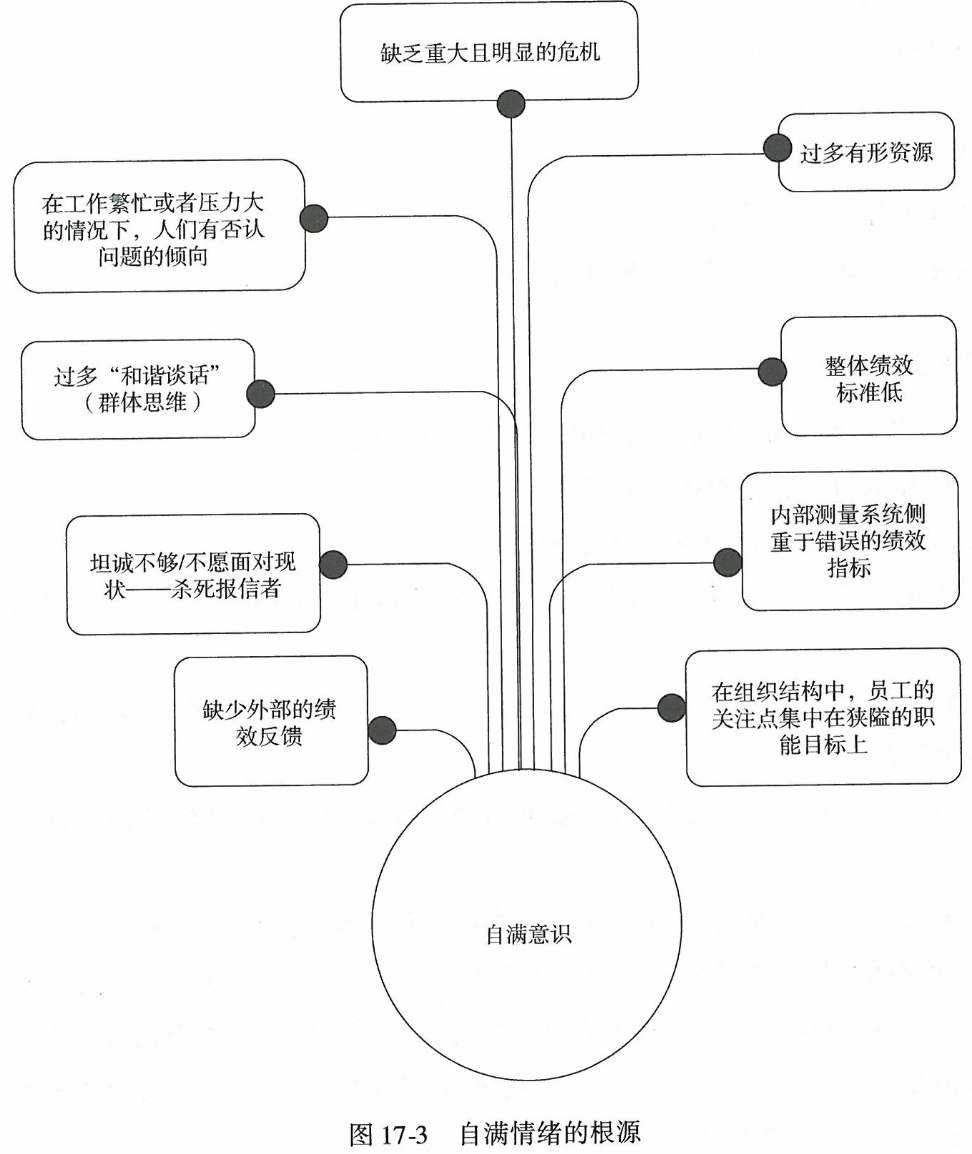 缺乏重大且明显的危机
过多有形资源
在工作繁忙或者压力大
的情况下，人们有否认
问题的倾向
过多“和谐谈话”
（群体思维）
整体绩效
标准低
内部测量系统侧
重于错误的绩效
指标
坦诚不够/不愿面对现
状——杀死报信者
缺少外部的绩
效反馈
在组织结构中，员工的
关注点集中在狭隘的职
能目标上
自满意识
图 17-3 自满情绪的根源